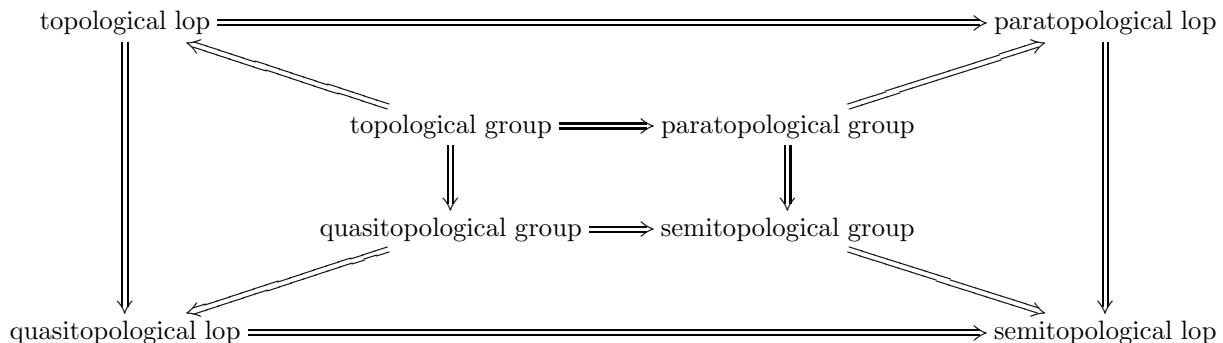 topological lop paratopological lop
topological group paratopological group
quasitopological group semitopological group
quasitopological lop semitopological lop